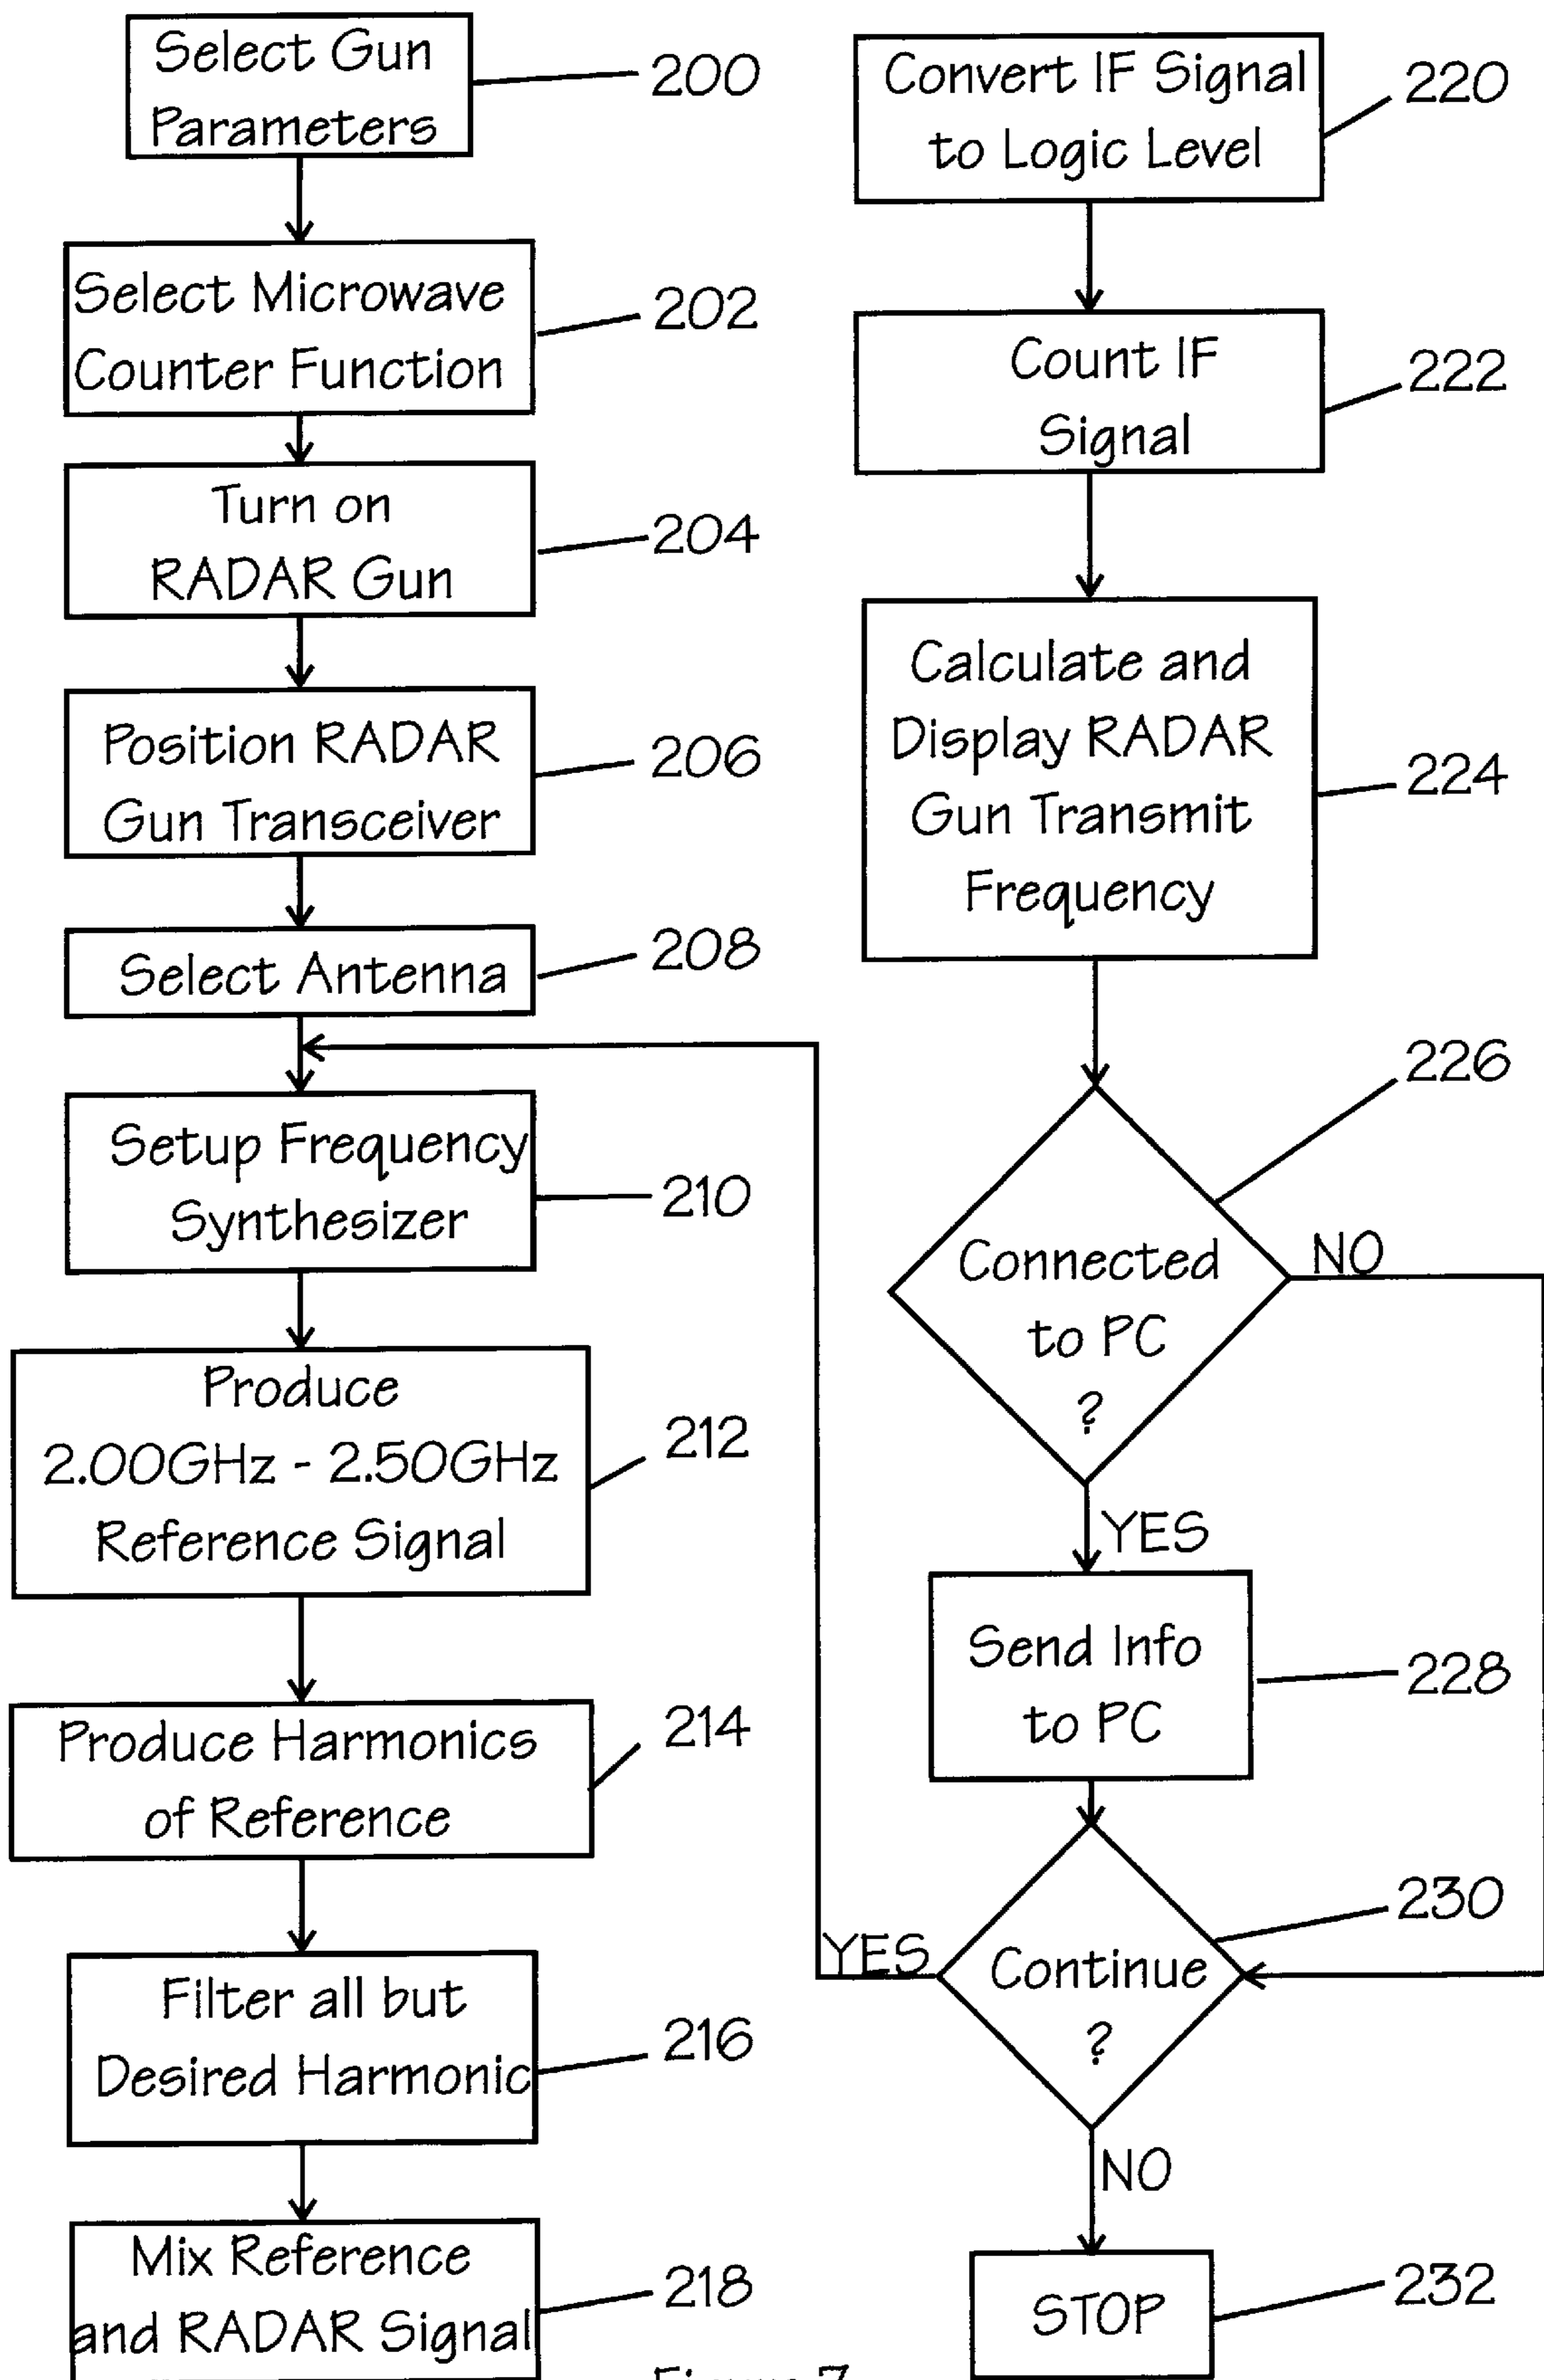 Select Gun
Parameters
200
Select Microwave
Counter Function
202
Turn on
RADAR Gun
204
Position RADAR
Gun Transceiver
206
Select Antenna
208
Setup Frequency
Synthesizer
210
Produce
2.00GHz - 2.50GHz
Reference Signal
212
Produce Harmonics
of Reference
214
Filter all but
Desired Harmonic
216
Mix Reference
and RADAR Signal
218
Convert IF Signal
to Logic Level
220
Count IF
Signal
222
Calculate and
Display RADAR
Gun Transmit
Frequency
224
Connected
to PC
?
226
NO
YES
Send Info
to PC
228
Continue
?
230
YES
NO
STOP
232
Figure 7